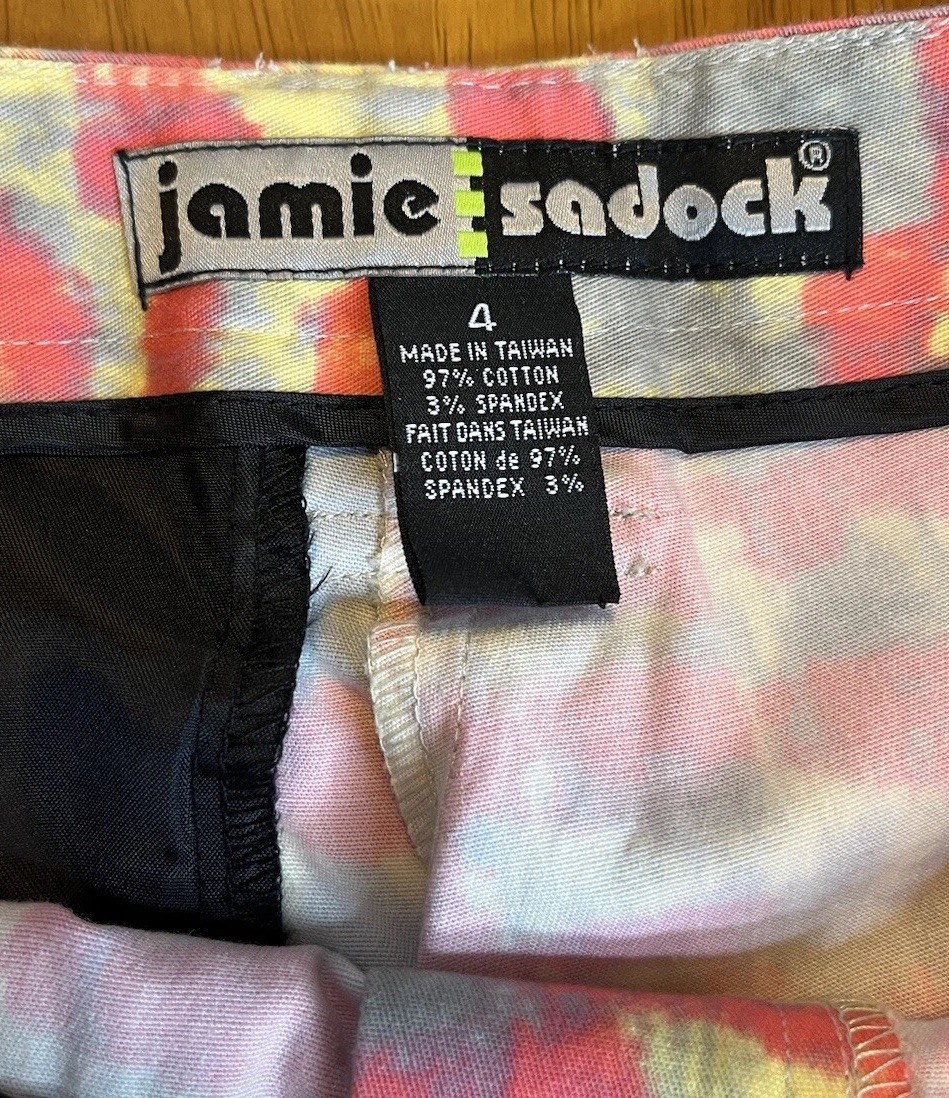 jamie sadock®
4
MADE IN TAIWAN
97% COTTON
3% SPANDEX
FAIT DANS TAIWAN
COTON de 97%
SPANDEX 3%